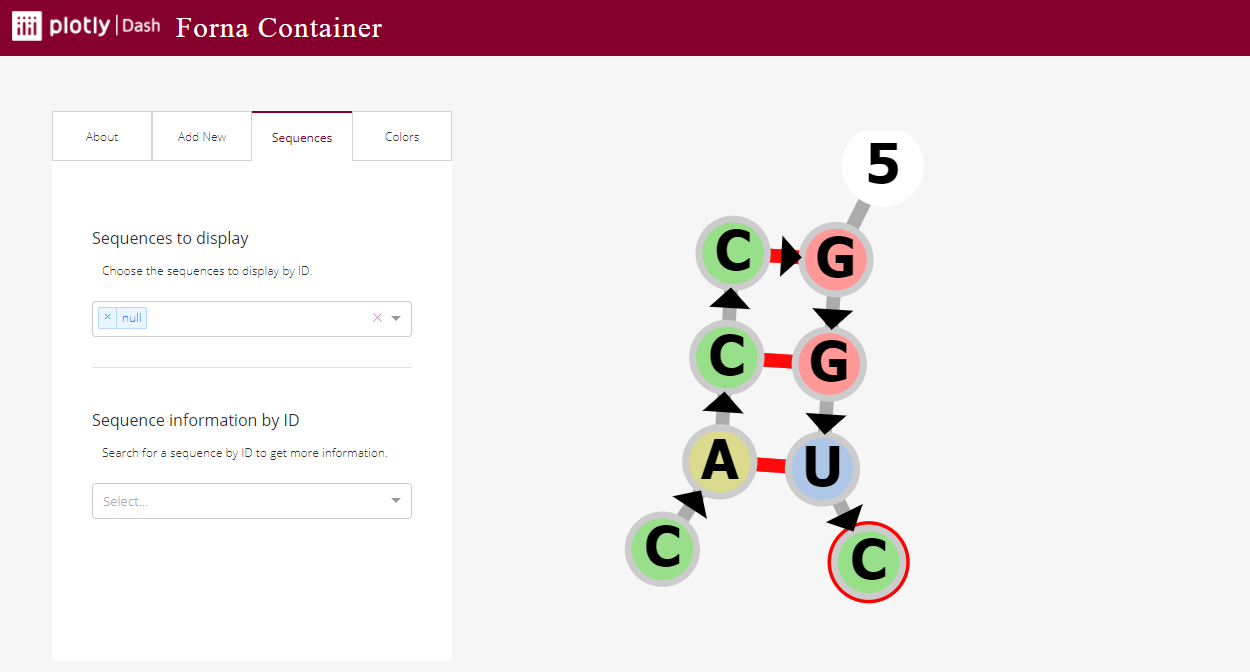 plotly | Dash Forna Container
About Add New Sequences Colors
Sequences to display
Choose the sequences to display by ID.
× null × 
Sequence information by ID
Search for a sequence by ID to get more information.
Select...
5
C G
C G
A U
C C